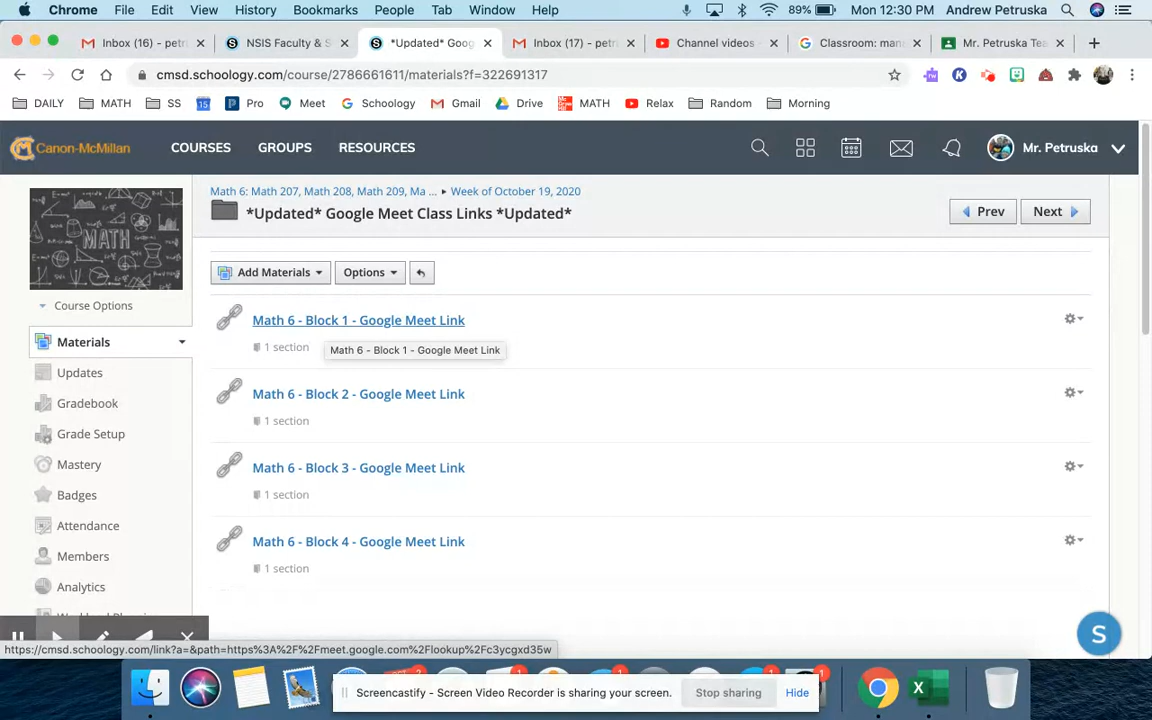 Chrome File Edit View History Bookmarks People Tab Window Help 89% Mon 12:30 PM Andrew Petruska
Inbox (16) - petr NSIS Faculty & S *Updated* Goog Inbox (17) - petr Channel videos - Classroom: man Mr. Petruska Tea
cmsd.schoology.com/course/2786661611/materials?f=322691317
DAILY MATH SS Pro Meet Schoology Gmail Drive MATH Relax Random Morning
Canon-McMillan COURSES GROUPS RESOURCES Mr. Petruska
Math 6: Math 207, Math 208, Math 209, Ma ... Week of October 19, 2020
*Updated* Google Meet Class Links *Updated*
Prev Next
MATH
Add Materials Options
Course Options
Materials
Updates
Gradebook
Grade Setup
Mastery
Badges
Attendance
Members
Analytics
Math 6 - Block 1 - Google Meet Link
1 section
Math 6 - Block 1 - Google Meet Link
Math 6 - Block 2 - Google Meet Link
1 section
Math 6 - Block 3 - Google Meet Link
1 section
Math 6 - Block 4 - Google Meet Link
1 section
S
https://cmsd.schoology.com/link?a=&path=https%3A%2F%2Fmeet.google.com%2Flookup%2Fc3ycgxd35w
Screencastify - Screen Video Recorder is sharing your screen. Stop sharing Hide